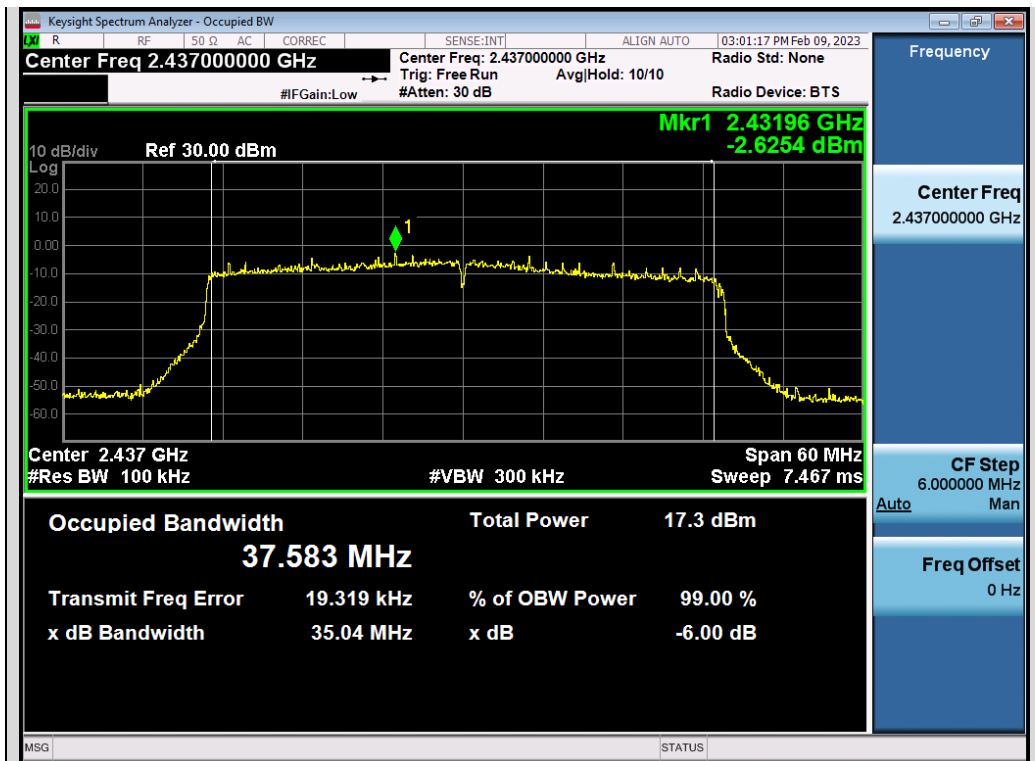 Keysight Spectrum Analyzer - Occupied BW
LXI R RF 50 Ω AC CORREC SENSE:INT ALIGN AUTO 03:01:17 PM Feb 09, 2023
Center Freq 2.437000000 GHz
Center Freq: 2.437000000 GHz Radio Std: None
Trig: Free Run Avg|Hold: 10/10
#IFGain:Low #Atten: 30 dB Radio Device: BTS
Mkr1 2.43196 GHz
-2.6254 dBm
10 dB/div Ref 30.00 dBm
Log
20.0
10.0
0.00
-10.0
-20.0
-30.0
-40.0
-50.0
-60.0
1
Center 2.437 GHz Span 60 MHz
#Res BW 100 kHz #VBW 300 kHz Sweep 7.467 ms
Occupied Bandwidth Total Power 17.3 dBm
37.583 MHz
Transmit Freq Error 19.319 kHz % of OBW Power 99.00 %
x dB Bandwidth 35.04 MHz x dB -6.00 dB
Frequency
Center Freq
2.437000000 GHz
CF Step
6.000000 MHz
Auto Man
Freq Offset
0 Hz
MSG STATUS